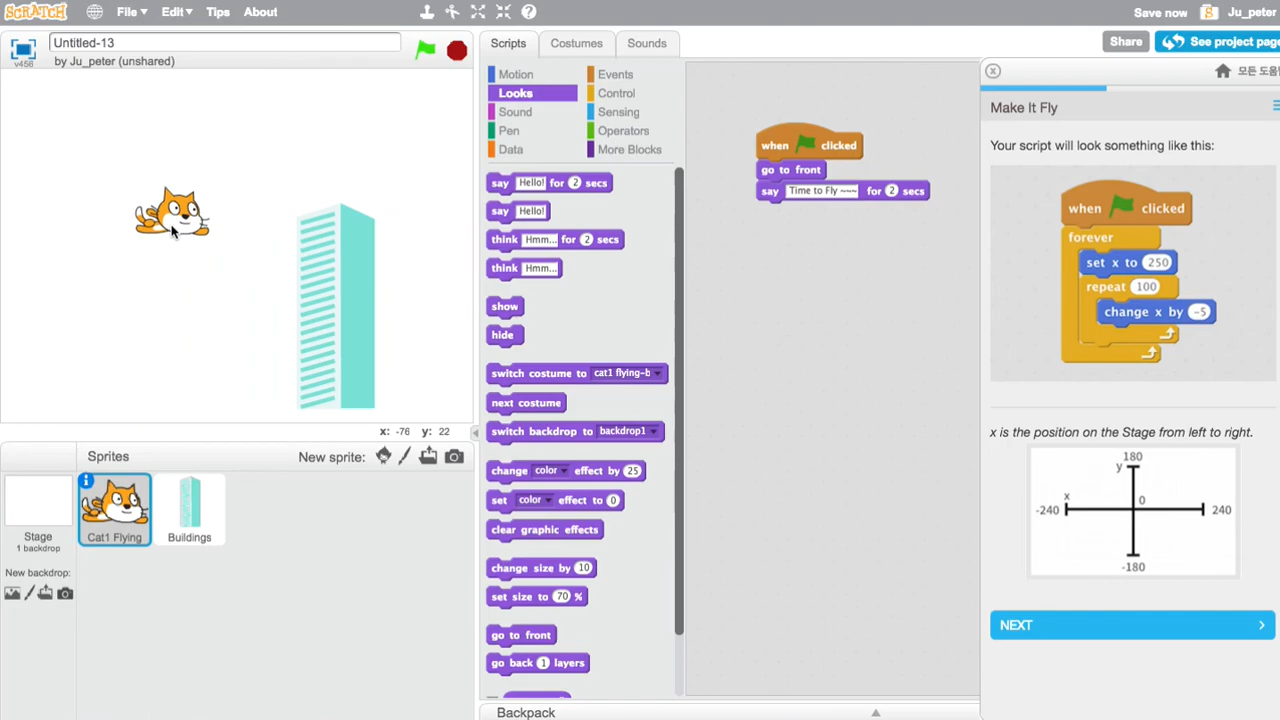 SCRATCH File Edit Tips About Save now Ju_peter
v456 Untitled-13
by Ju_peter (unshared)
Scripts Costumes Sounds Share See project page
Motion Events
Looks Control
Sound Sensing
Pen Operators
Data More Blocks
say Hello! for 2 secs
say Hello!
think Hmm... for 2 secs
think Hmm...
show
hide
switch costume to cat1 flying-b
next costume
switch backdrop to backdrop1
change color effect by 25
set color effect to 0
clear graphic effects
change size by 10
set size to 70 %
go to front
go back 1 layers
when clicked
go to front
say Time to Fly ~~~~ for 2 secs
x: -76 y: 22
Sprites New sprite:
Stage
1 backdrop
New backdrop:
Cat1 Flying
Buildings
Backpack
모든 도움
Make It Fly
Your script will look something like this:
when clicked
forever
set x to 250
repeat 100
change x by -5
x is the position on the Stage from left to right.
180
y
x 0
-240 240
-180
NEXT